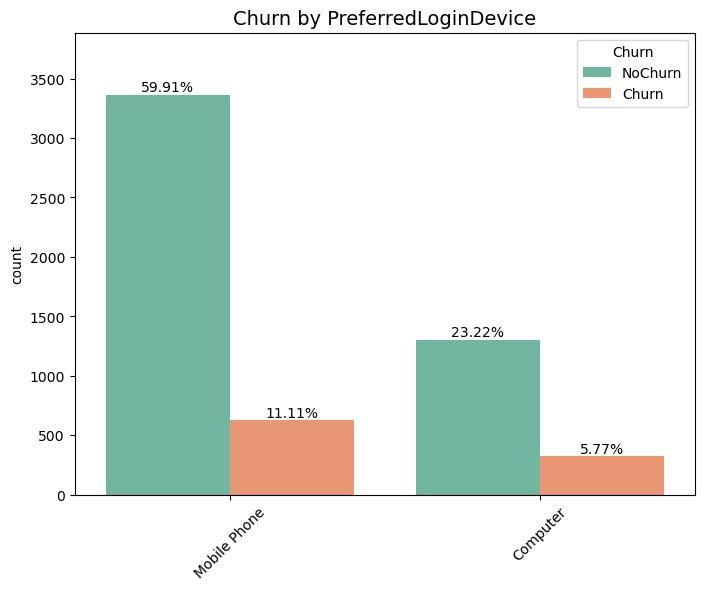 Churn by PreferredLoginDevice
Churn
NoChurn
Churn
count
3500
3000
2500
2000
1500
1000
500
0
59.91%
11.11%
23.22%
5.77%
Mobile Phone
Computer